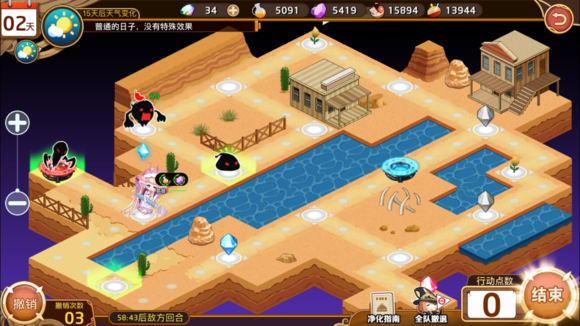 02天
15天后天气变化
普通的日子，没有特殊效果
34
5091
5419
15894
13944
撤销
撤销次数
03
58:43后敌方回合
净化指南
全队撤退
行动点数
0
结束